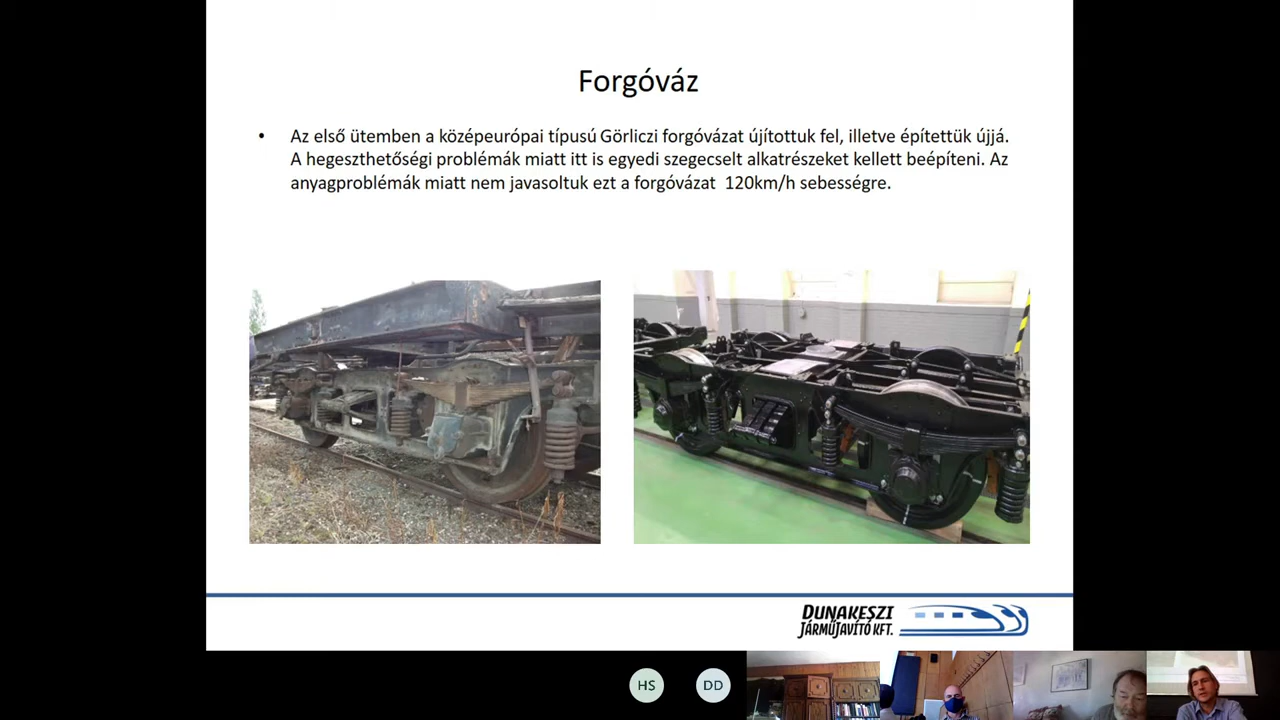 Forgóváz
• Az első ütemben a középeurópai típusú Görliczi forgóvázat újítottuk fel, illetve építettük újjá.
A hegeszthetőségi problémák miatt itt is egyedi szegecselt alkatrészeket kellett beépíteni. Az
anyagproblémák miatt nem javasoltuk ezt a forgóvázat 120km/h sebességre.
DUNAKESZI
JÁRMŰJAVÍTÓ KFT.
HS
DD